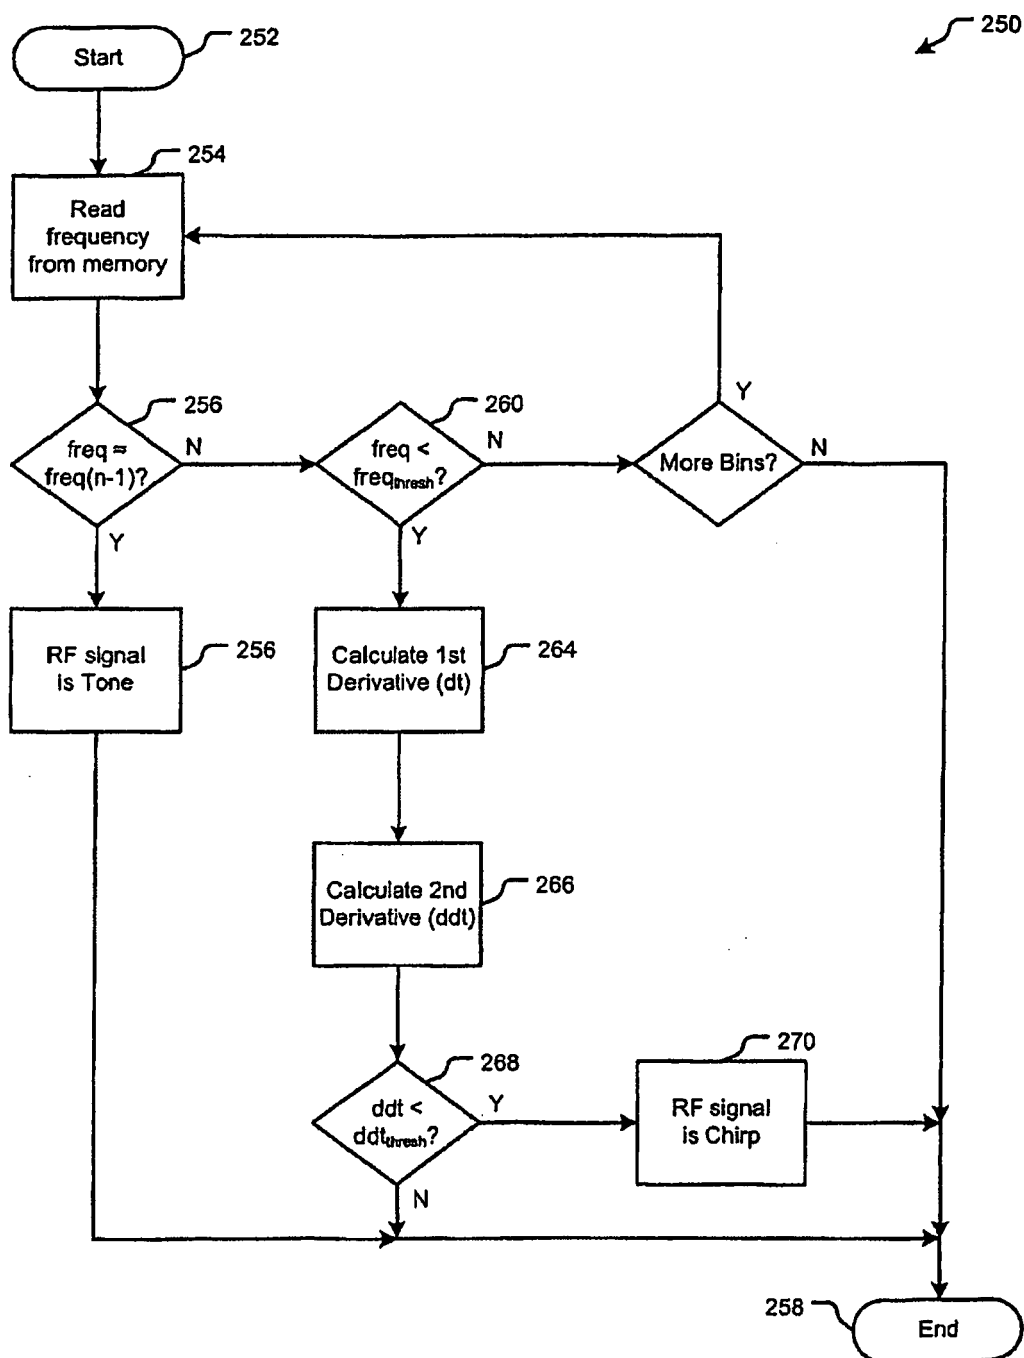 250
Start
252
254
Read
frequency
from memory
256
freq =
freq(n-1)?
N
Y
260
freq <
freqthresh?
N
Y
More Bins?
Y
N
RF signal
is Tone
256
Calculate 1st
Derivative (dt)
264
Calculate 2nd
Derivative (ddt)
266
268
ddt <
ddtthresh?
Y
N
270
RF signal
is Chirp
258
End